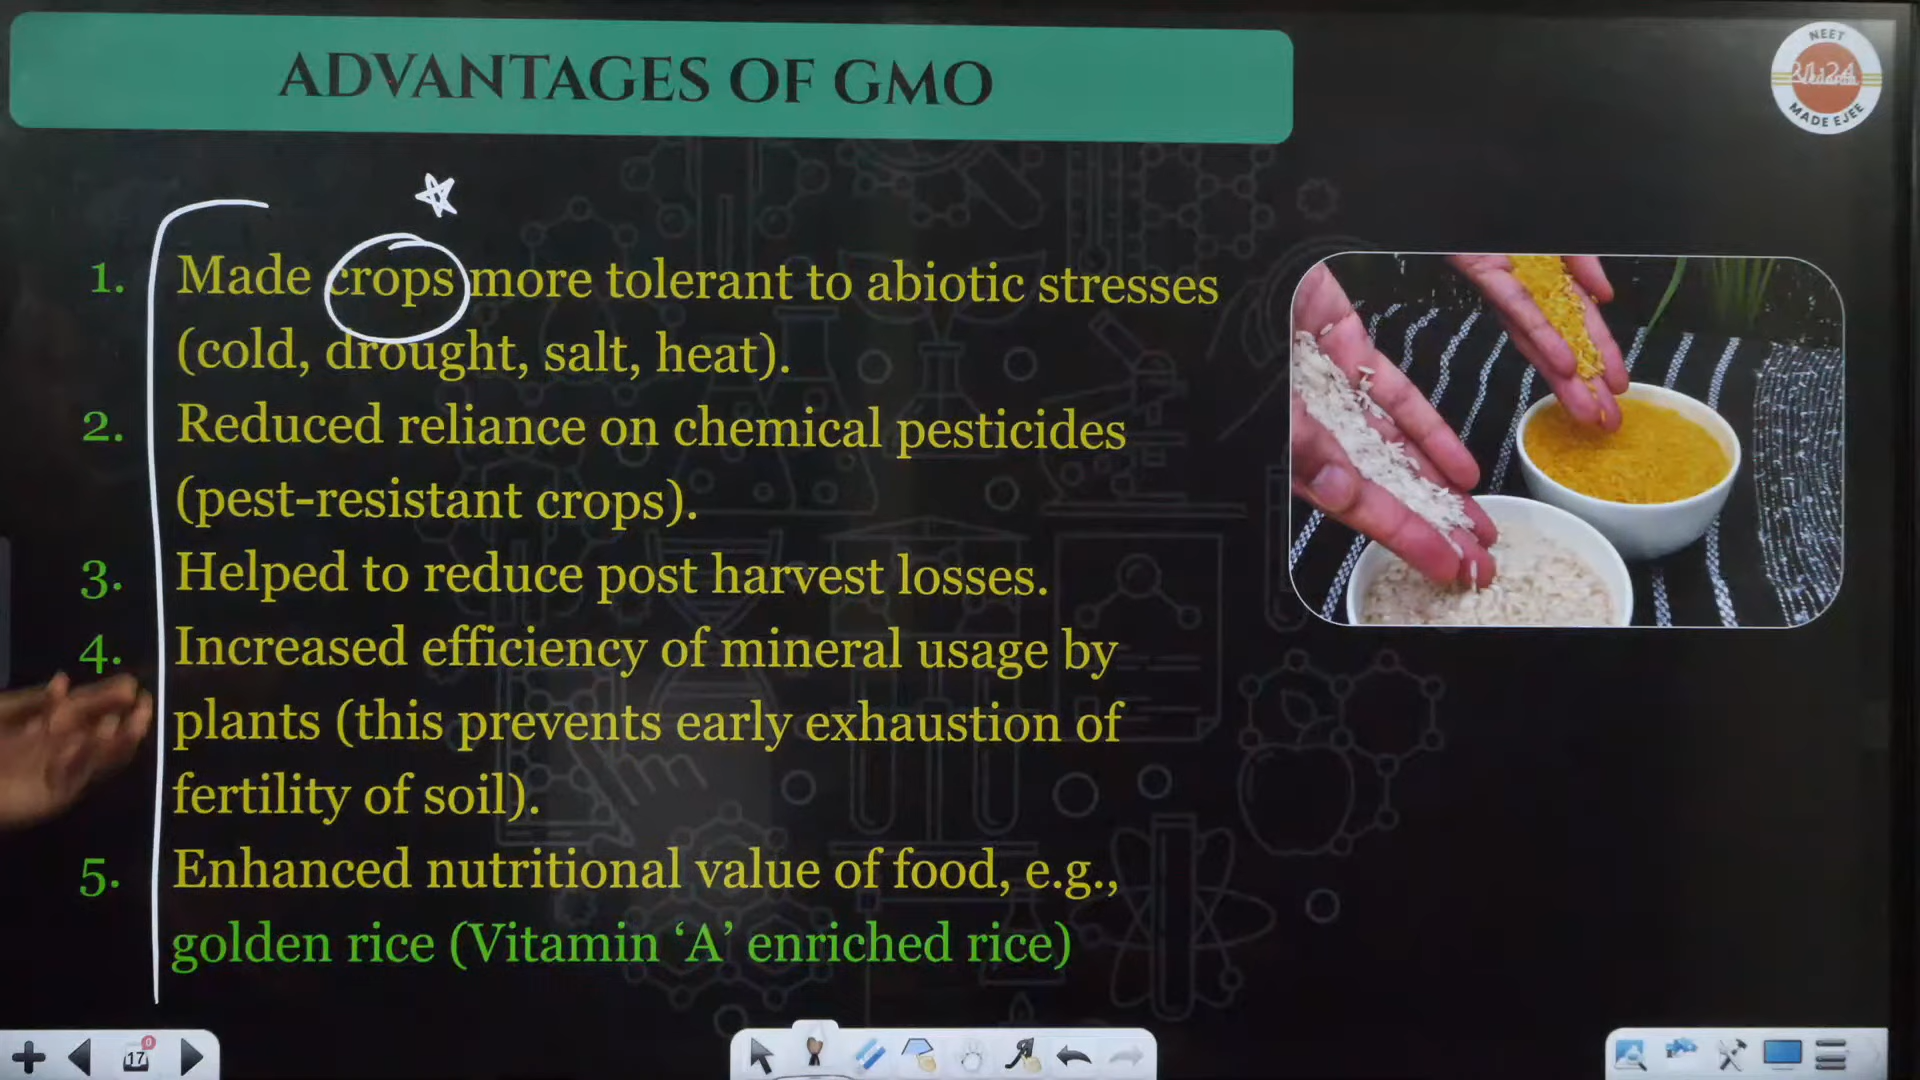 ADVANTAGES OF GMO
NEET
MADE EJEE
1. Made crops more tolerant to abiotic stresses
(cold, drought, salt, heat).
2. Reduced reliance on chemical pesticides
(pest-resistant crops).
3. Helped to reduce post harvest losses.
4. Increased efficiency of mineral usage by
plants (this prevents early exhaustion of
fertility of soil).
5. Enhanced nutritional value of food, e.g.,
golden rice (Vitamin ‘A’ enriched rice)
17
0